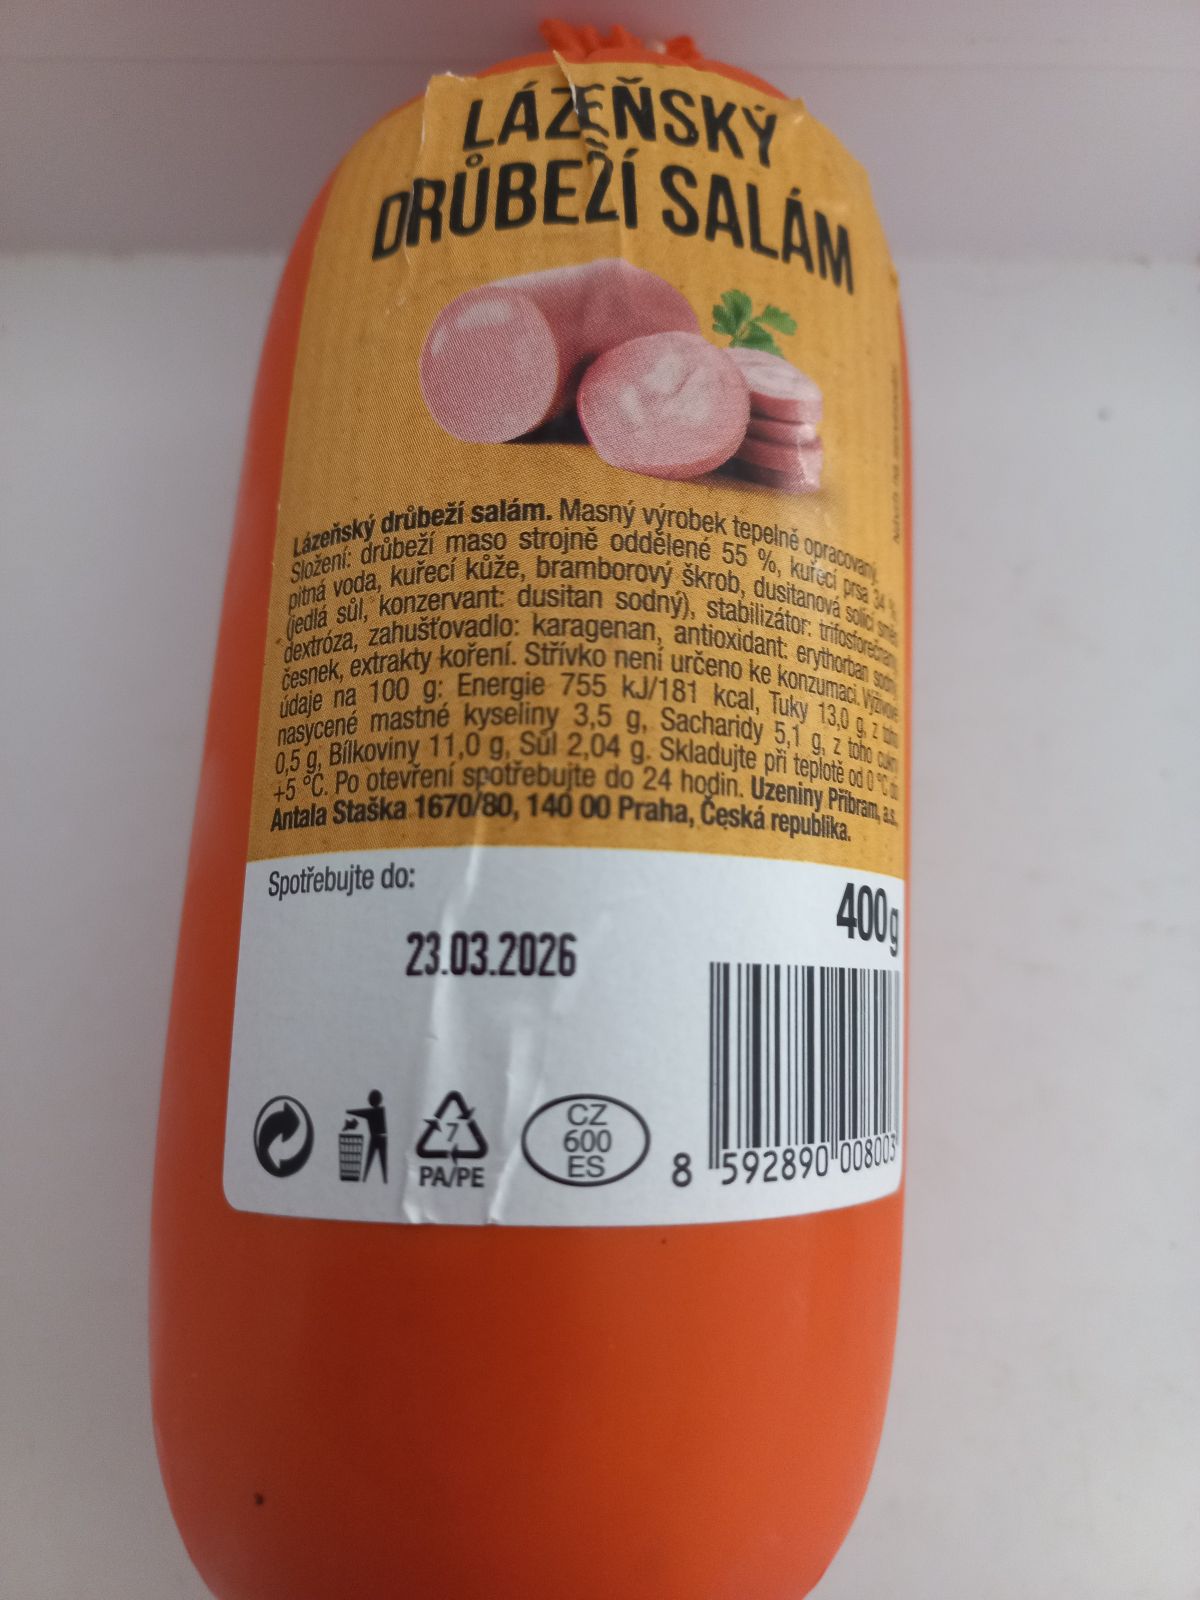 LÁZEŇSKÝ
DRŮBEŽÍ SALÁM
Lázeňský drůbeží salám. Masný výrobek tepelně opracovaný.
Složení: drůbeží maso strojně oddělené 55 %, kuřecí prsa 34 %,
pitná voda, kuřecí kůže, bramborový škrob, dusitanová solící směs
(jedlá sůl, konzervant: dusitan sodný), stabilizátor: trifosforečnany,
dextróza, zahušťovadlo: karagenan, antioxidant: erythorban sodný,
česnek, extrakty koření. Střívko není určeno ke konzumaci. Výživové
údaje na 100 g: Energie 755 kJ/181 kcal, Tuky 13,0 g, z toho
nasycené mastné kyseliny 3,5 g, Sacharidy 5,1 g, z toho cukry
0,5 g, Bílkoviny 11,0 g, Sůl 2,04 g. Skladujte při teplotě od 0 °C do
+5 °C. Po otevření spotřebujte do 24 hodin. Uzeniny Příbram, a.s.,
Antala Staška 1670/80, 140 00 Praha, Česká republika.
Spotřebujte do:
400g
23.03.2026
7
PA/PE
CZ
600
ES
8 592890 008003